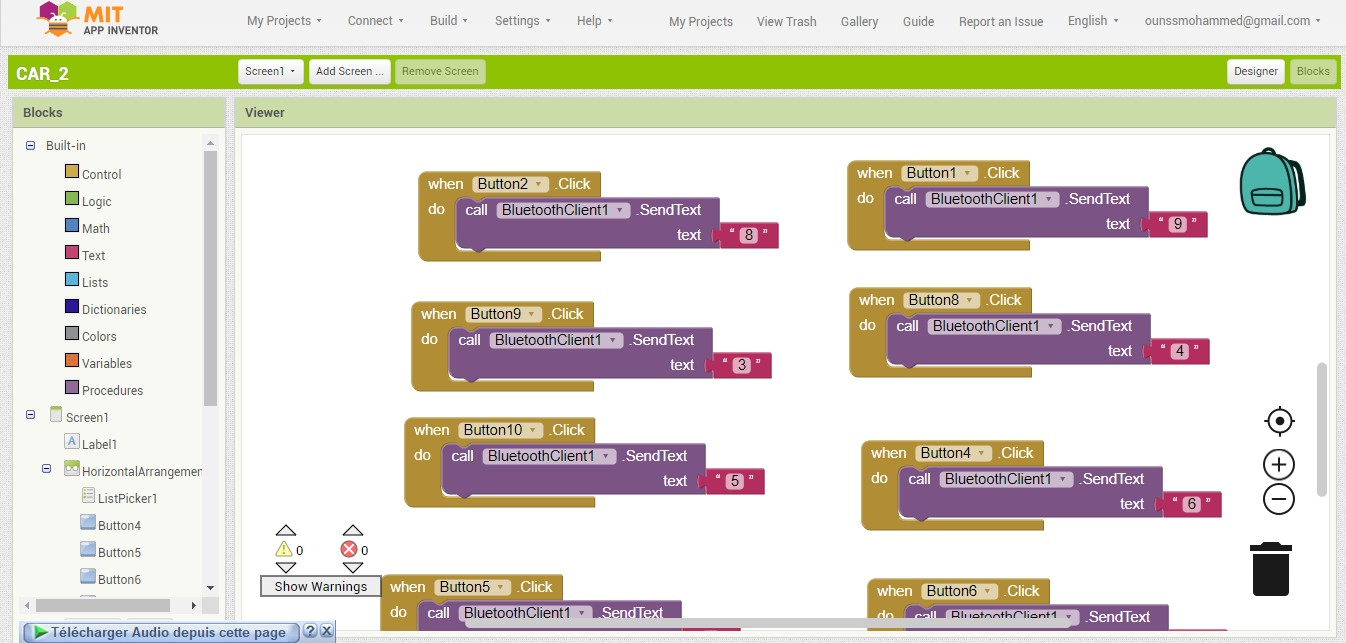 MIT
APP INVENTOR
My Projects Connect Build Settings Help My Projects View Trash Gallery Guide Report an Issue English ounssmohammed@gmail.com
CAR_2 Screen1 Add Screen ... Remove Screen Designer Blocks
Blocks
Viewer
Built-in
Control
Logic
Math
Text
Lists
Dictionaries
Colors
Variables
Procedures
Screen1
A Label1
HorizontalArrangemen
ListPicker1
Button4
Button5
Button6
when Button2 .Click
do call BluetoothClient1 .SendText
text " 8 "
when Button1 .Click
do call BluetoothClient1 .SendText
text " 9 "
when Button9 .Click
do call BluetoothClient1 .SendText
text " 3 "
when Button8 .Click
do call BluetoothClient1 .SendText
text " 4 "
when Button10 .Click
do call BluetoothClient1 .SendText
text " 5 "
when Button4 .Click
do call BluetoothClient1 .SendText
text " 6 "
0 0
Show Warnings
when Button5 .Click
do call BluetoothClient1 .SendText
when Button6 .Click
do call BluetoothClient1 .SendText
Télécharger Audio depuis cette page ? X